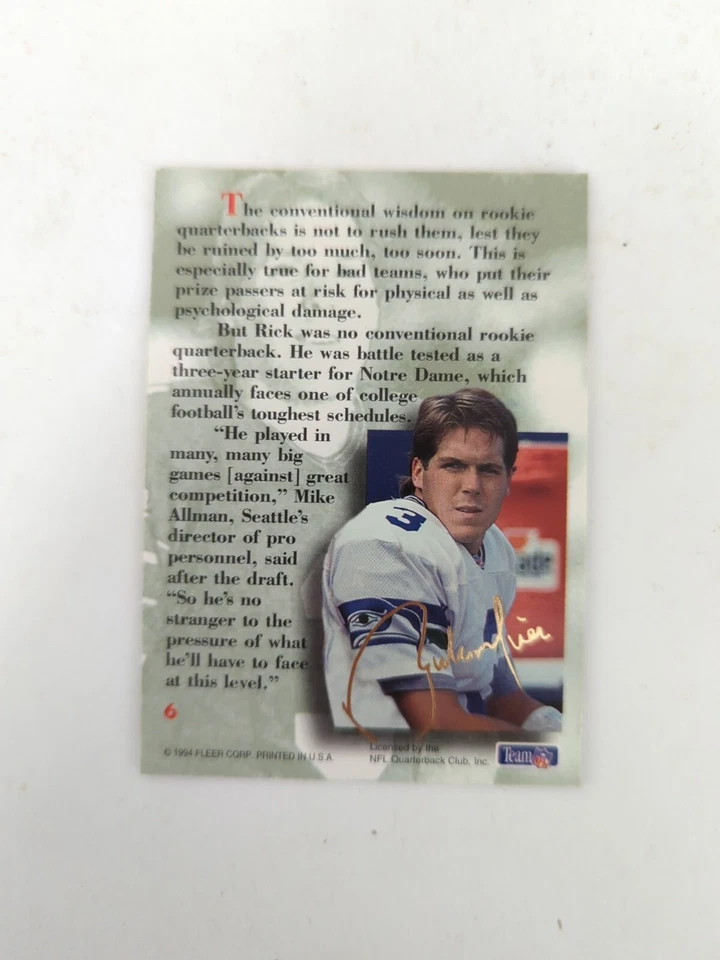 The conventional wisdom on rookie
quarterbacks is not to rush them, lest they
be ruined by too much, too soon. This is
especially true for bad teams, who put their
prize passers at risk for physical as well as
psychological damage.
But Rick was no conventional rookie
quarterback. He was battle tested as a
three-year starter for Notre Dame, which
annually faces one of college
football's toughest schedules.
"He played in
many, many big
games [against] great
competition," Mike
Allman, Seattle's
director of pro
personnel, said
after the draft.
"So he's no
stranger to the
pressure of what
he'll have to face
at this level."
3
6
© 1994 FLEER CORP. PRINTED IN U.S.A.
Licensed by the
NFL Quarterback Club, Inc.
Team